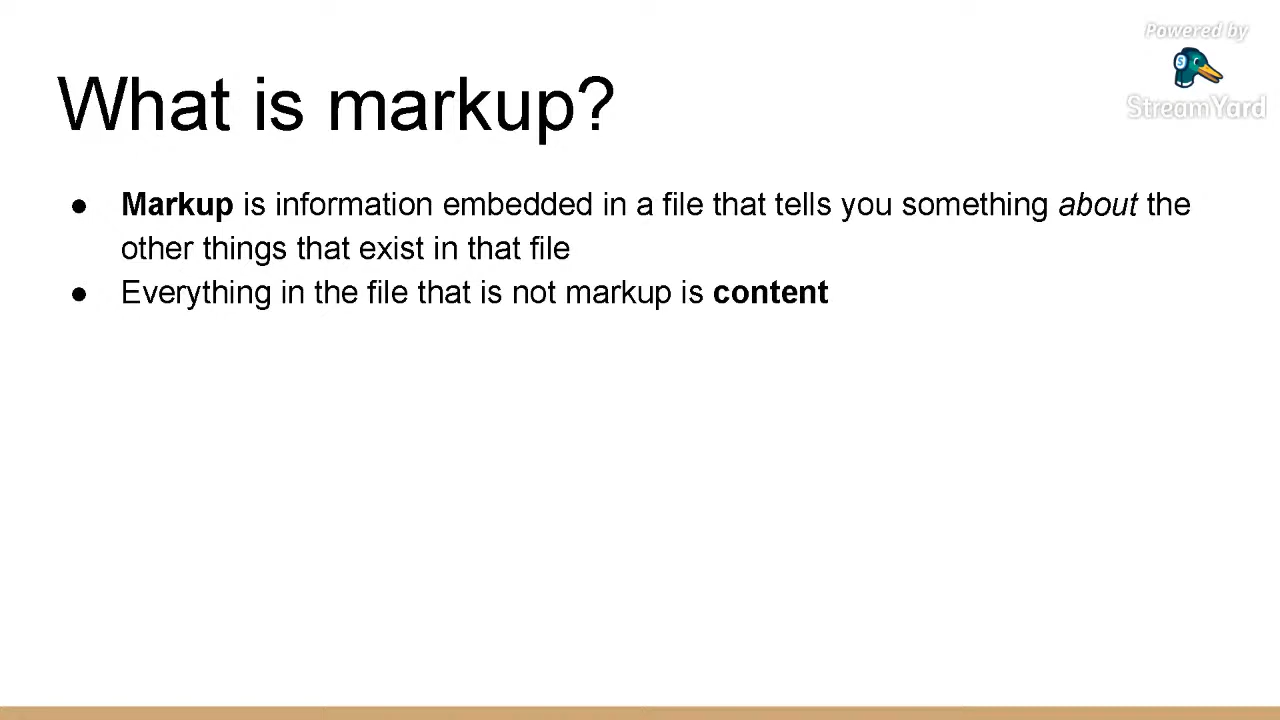 Powered by
StreamYard
What is markup?
● Markup is information embedded in a file that tells you something about the
other things that exist in that file
● Everything in the file that is not markup is content